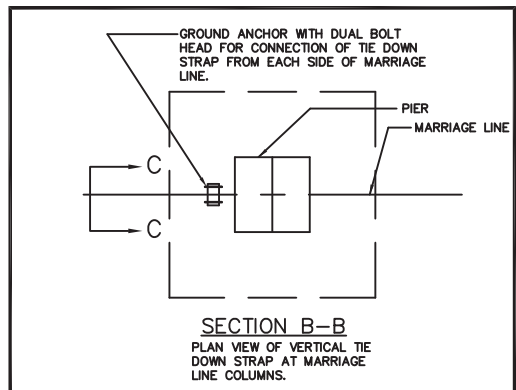 GROUND ANCHOR WITH DUAL BOLT
HEAD FOR CONNECTION OF TIE DOWN
STRAP FROM EACH SIDE OF MARRIAGE
LINE.
PIER
MARRIAGE LINE
C
C
SECTION B-B
PLAN VIEW OF VERTICAL TIE
DOWN STRAP AT MARRIAGE
LINE COLUMNS.